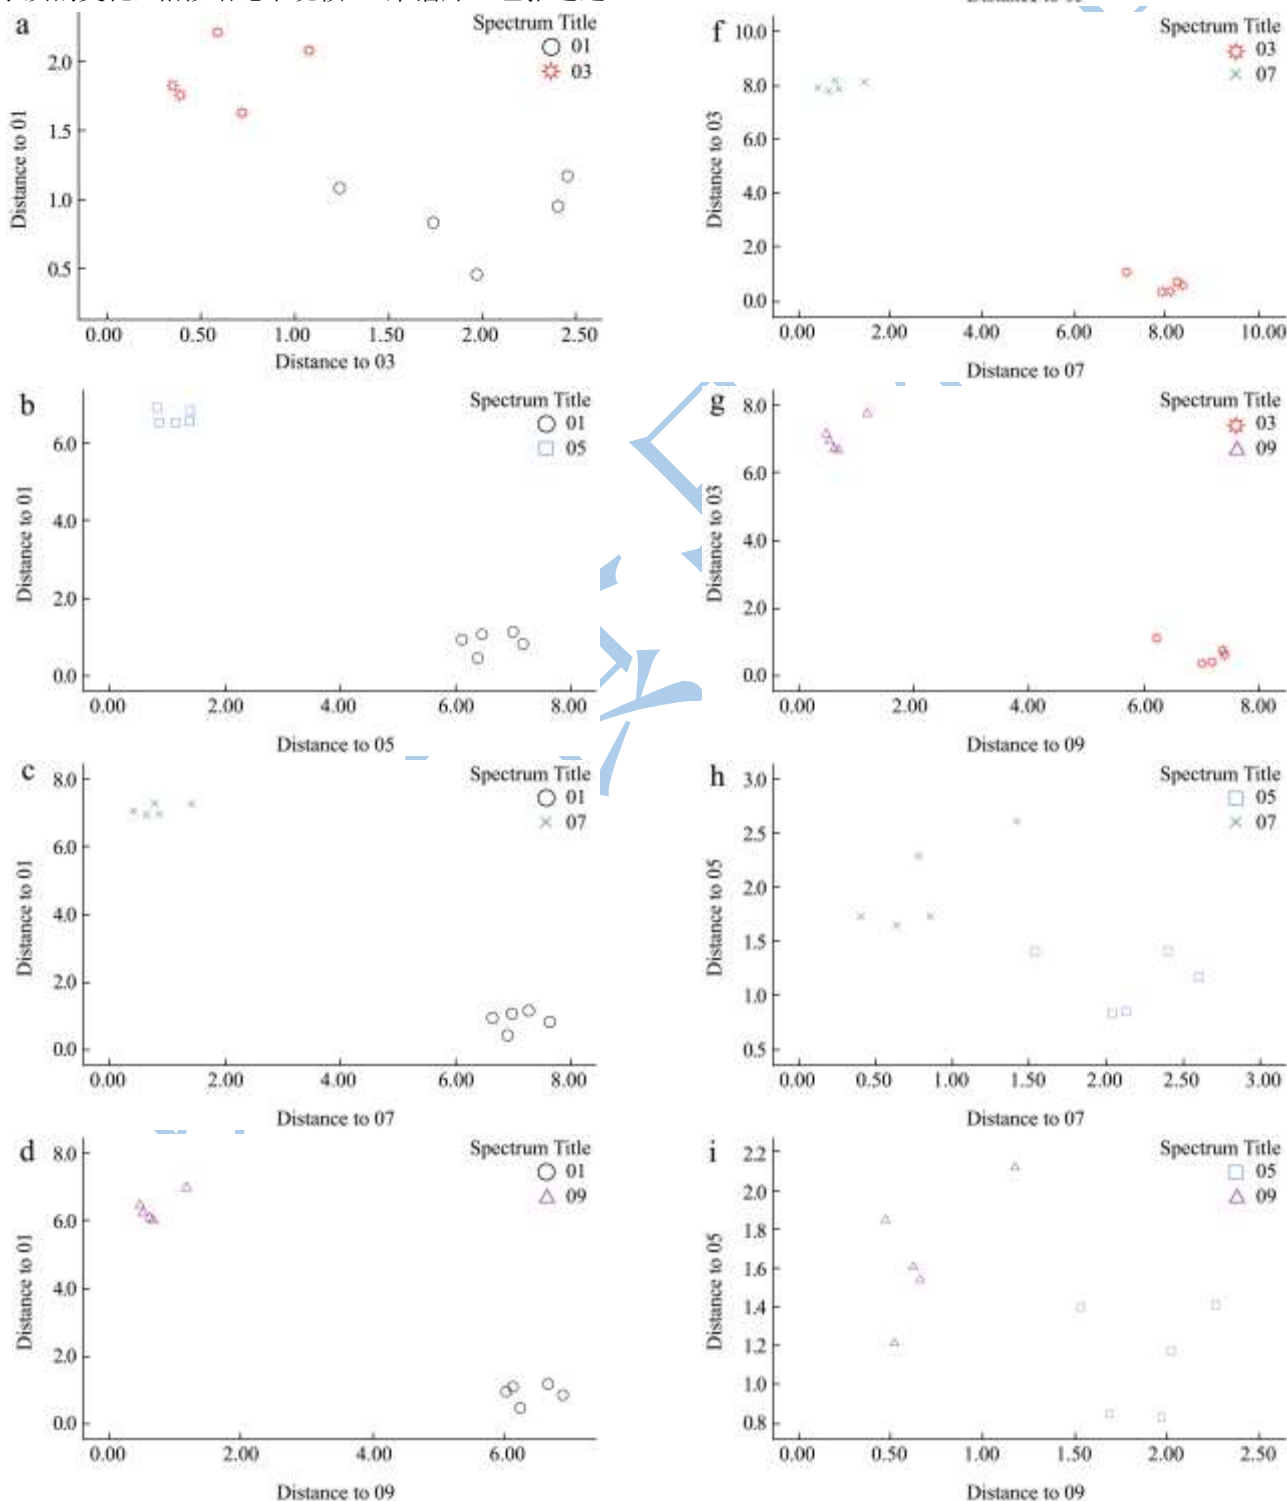 a
Spectrum Title
01
03
2.0
1.5
1.0
0.5
Distance to 01
0.00 0.50 1.00 1.50 2.00 2.50
Distance to 03
b
Spectrum Title
01
05
6.0
4.0
2.0
0.0
Distance to 01
0.00 2.00 4.00 6.00 8.00
Distance to 05
c
Spectrum Title
01
07
8.0
6.0
4.0
2.0
0.0
Distance to 01
0.00 2.00 4.00 6.00 8.00
Distance to 07
d
Spectrum Title
01
09
8.0
6.0
4.0
2.0
0.0
Distance to 01
0.00 2.00 4.00 6.00
Distance to 09
f
Spectrum Title
03
07
10.0
8.0
6.0
4.0
2.0
0.0
Distance to 03
0.00 2.00 4.00 6.00 8.00 10.00
Distance to 07
g
Spectrum Title
03
09
8.0
6.0
4.0
2.0
0.0
Distance to 03
0.00 2.00 4.00 6.00 8.00
Distance to 09
h
Spectrum Title
05
07
3.0
2.5
2.0
1.5
1.0
0.5
Distance to 05
0.00 0.50 1.00 1.50 2.00 2.50 3.00
Distance to 07
i
Spectrum Title
05
09
2.2
2.0
1.8
1.6
1.4
1.2
1.0
0.8
Distance to 05
0.00 0.50 1.00 1.50 2.00 2.50
Distance to 09